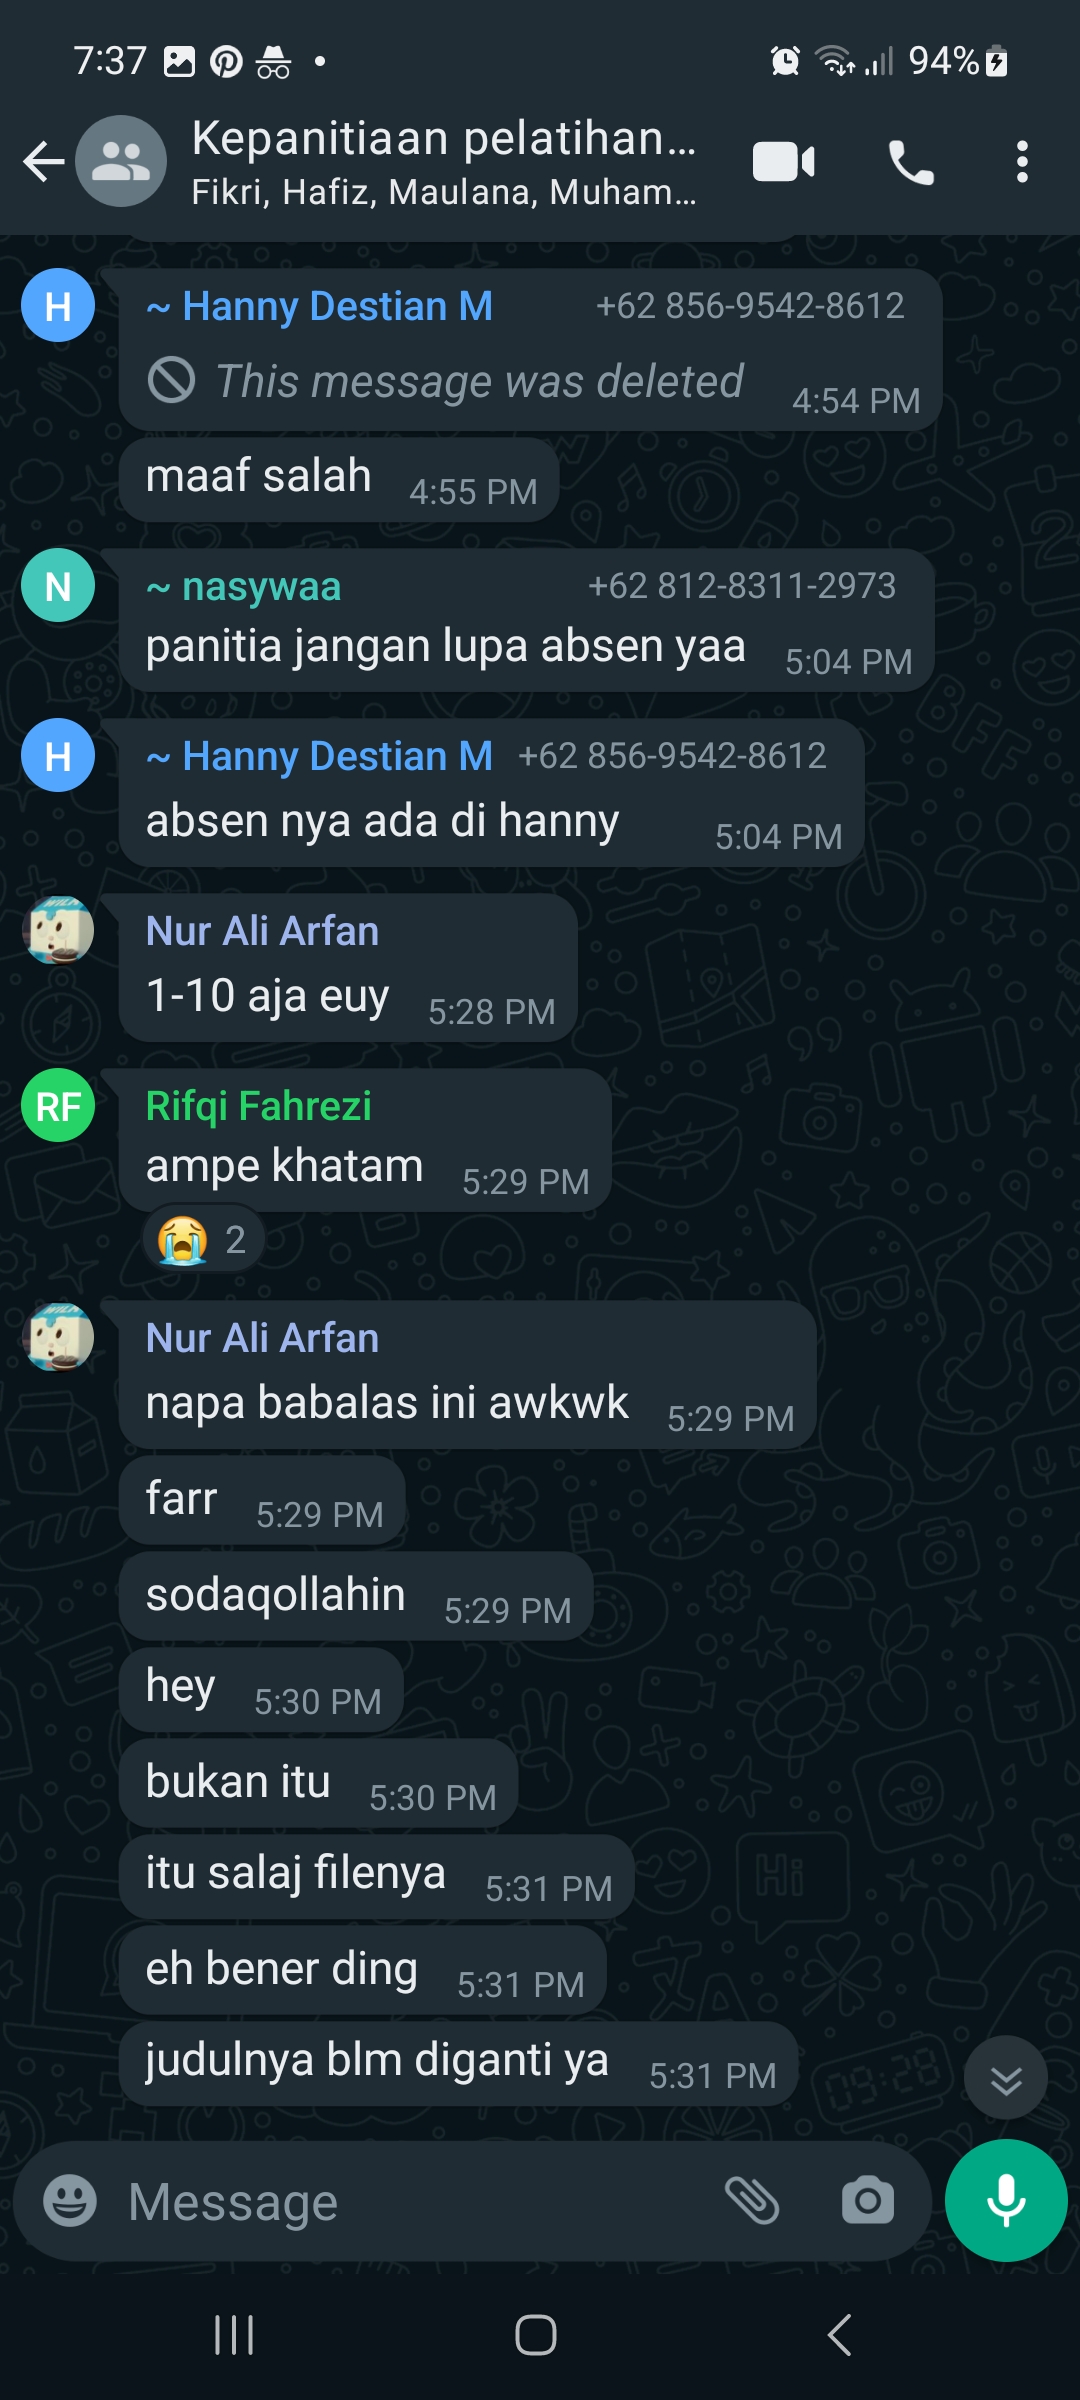 7:37
94%
Kepanitiaan pelatihan...
Fikri, Hafiz, Maulana, Muham...
H
~ Hanny Destian M +62 856-9542-8612
This message was deleted 4:54 PM
maaf salah 4:55 PM
N
~ nasywaa +62 812-8311-2973
panitia jangan lupa absen yaa 5:04 PM
H
~ Hanny Destian M +62 856-9542-8612
absen nya ada di hanny 5:04 PM
Nur Ali Arfan
1-10 aja euy 5:28 PM
RF
Rifqi Fahrezi
ampe khatam 5:29 PM
2
Nur Ali Arfan
napa babalas ini awkwk 5:29 PM
farr 5:29 PM
sodaqollahin 5:29 PM
hey 5:30 PM
bukan itu 5:30 PM
itu salaj filenya 5:31 PM
eh bener ding 5:31 PM
judulnya blm diganti ya 5:31 PM
Message